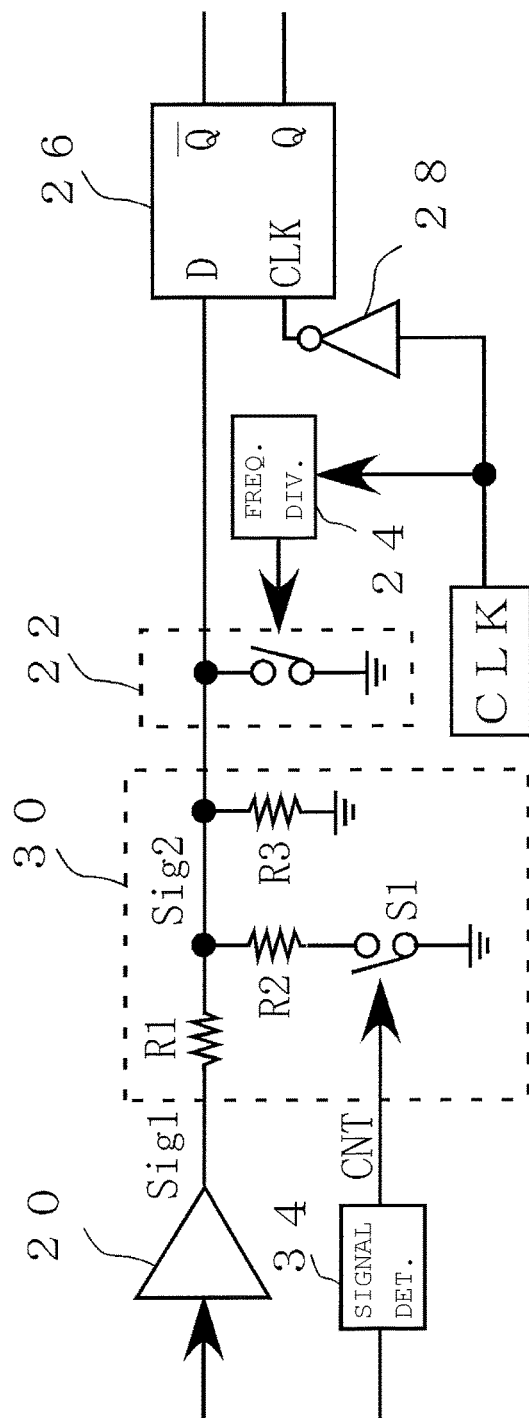 20
Sig1
R1
30
Sig2
R2
R3
S1
CNT
34
SIGNAL
DET.
22
FREQ.
DIV.
24
CLK
26
D
Q
CLK
Q
28